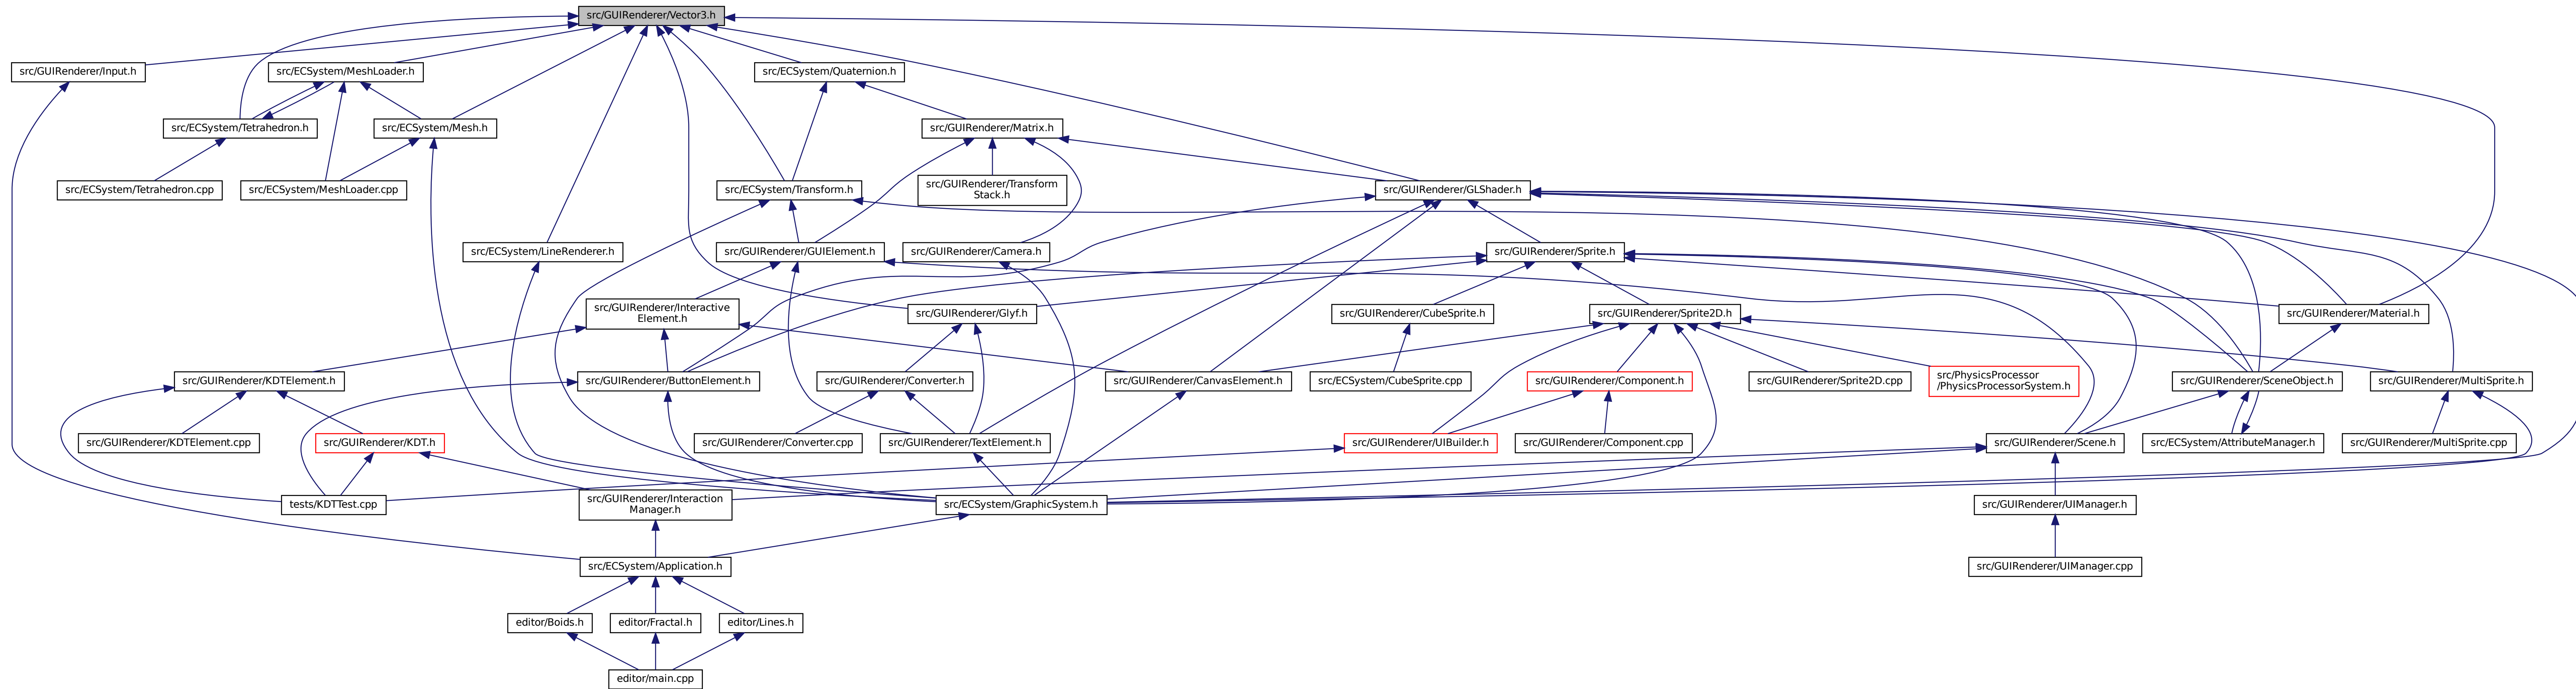 src/GUIRenderer/Vector3.h
src/GUIRenderer/Input.h
src/ECSystem/MeshLoader.h
src/ECSystem/Quaternion.h
src/ECSystem/Tetrahedron.h
src/ECSystem/Mesh.h
src/GUIRenderer/Matrix.h
src/ECSystem/Tetrahedron.cpp
src/ECSystem/MeshLoader.cpp
src/ECSystem/Transform.h
src/GUIRenderer/Transform
Stack.h
src/GUIRenderer/GLShader.h
src/ECSystem/LineRenderer.h
src/GUIRenderer/GUIElement.h
src/GUIRenderer/Camera.h
src/GUIRenderer/Sprite.h
src/GUIRenderer/Interactive
Element.h
src/GUIRenderer/Glyf.h
src/GUIRenderer/CubeSprite.h
src/GUIRenderer/Sprite2D.h
src/GUIRenderer/Material.h
src/GUIRenderer/KDTElement.h
src/GUIRenderer/ButtonElement.h
src/GUIRenderer/Converter.h
src/GUIRenderer/CanvasElement.h
src/ECSystem/CubeSprite.cpp
src/GUIRenderer/Component.h
src/GUIRenderer/Sprite2D.cpp
src/PhysicsProcessor
/PhysicsProcessorSystem.h
src/GUIRenderer/SceneObject.h
src/GUIRenderer/MultiSprite.h
src/GUIRenderer/KDTElement.cpp
src/GUIRenderer/KDT.h
src/GUIRenderer/Converter.cpp
src/GUIRenderer/TextElement.h
src/GUIRenderer/UIBuilder.h
src/GUIRenderer/Component.cpp
src/GUIRenderer/Scene.h
src/ECSystem/AttributeManager.h
src/GUIRenderer/MultiSprite.cpp
tests/KDTTest.cpp
src/GUIRenderer/Interaction
Manager.h
src/ECSystem/GraphicSystem.h
src/GUIRenderer/UIManager.h
src/ECSystem/Application.h
src/GUIRenderer/UIManager.cpp
editor/Boids.h
editor/Fractal.h
editor/Lines.h
editor/main.cpp